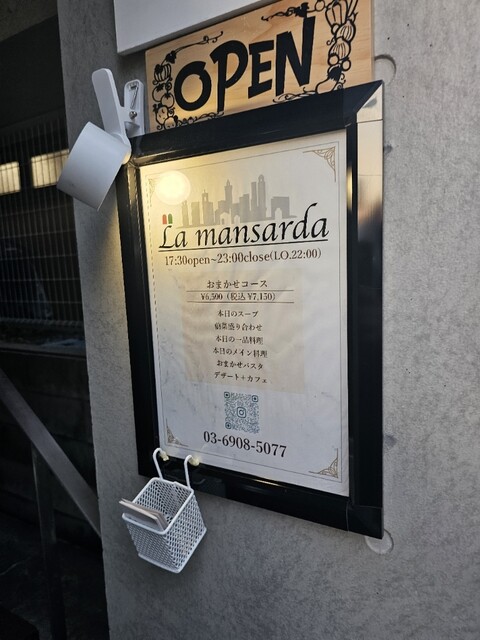 OPEN
La mansarda
17:30open~23:00close(LO.22:00)
おまかせコース
¥6,500 (税込 ¥7,150)
本日のスープ
前菜盛り合わせ
本日の一品料理
本日のメイン料理
おまかせパスタ
デザート+カフェ
03-6908-5077